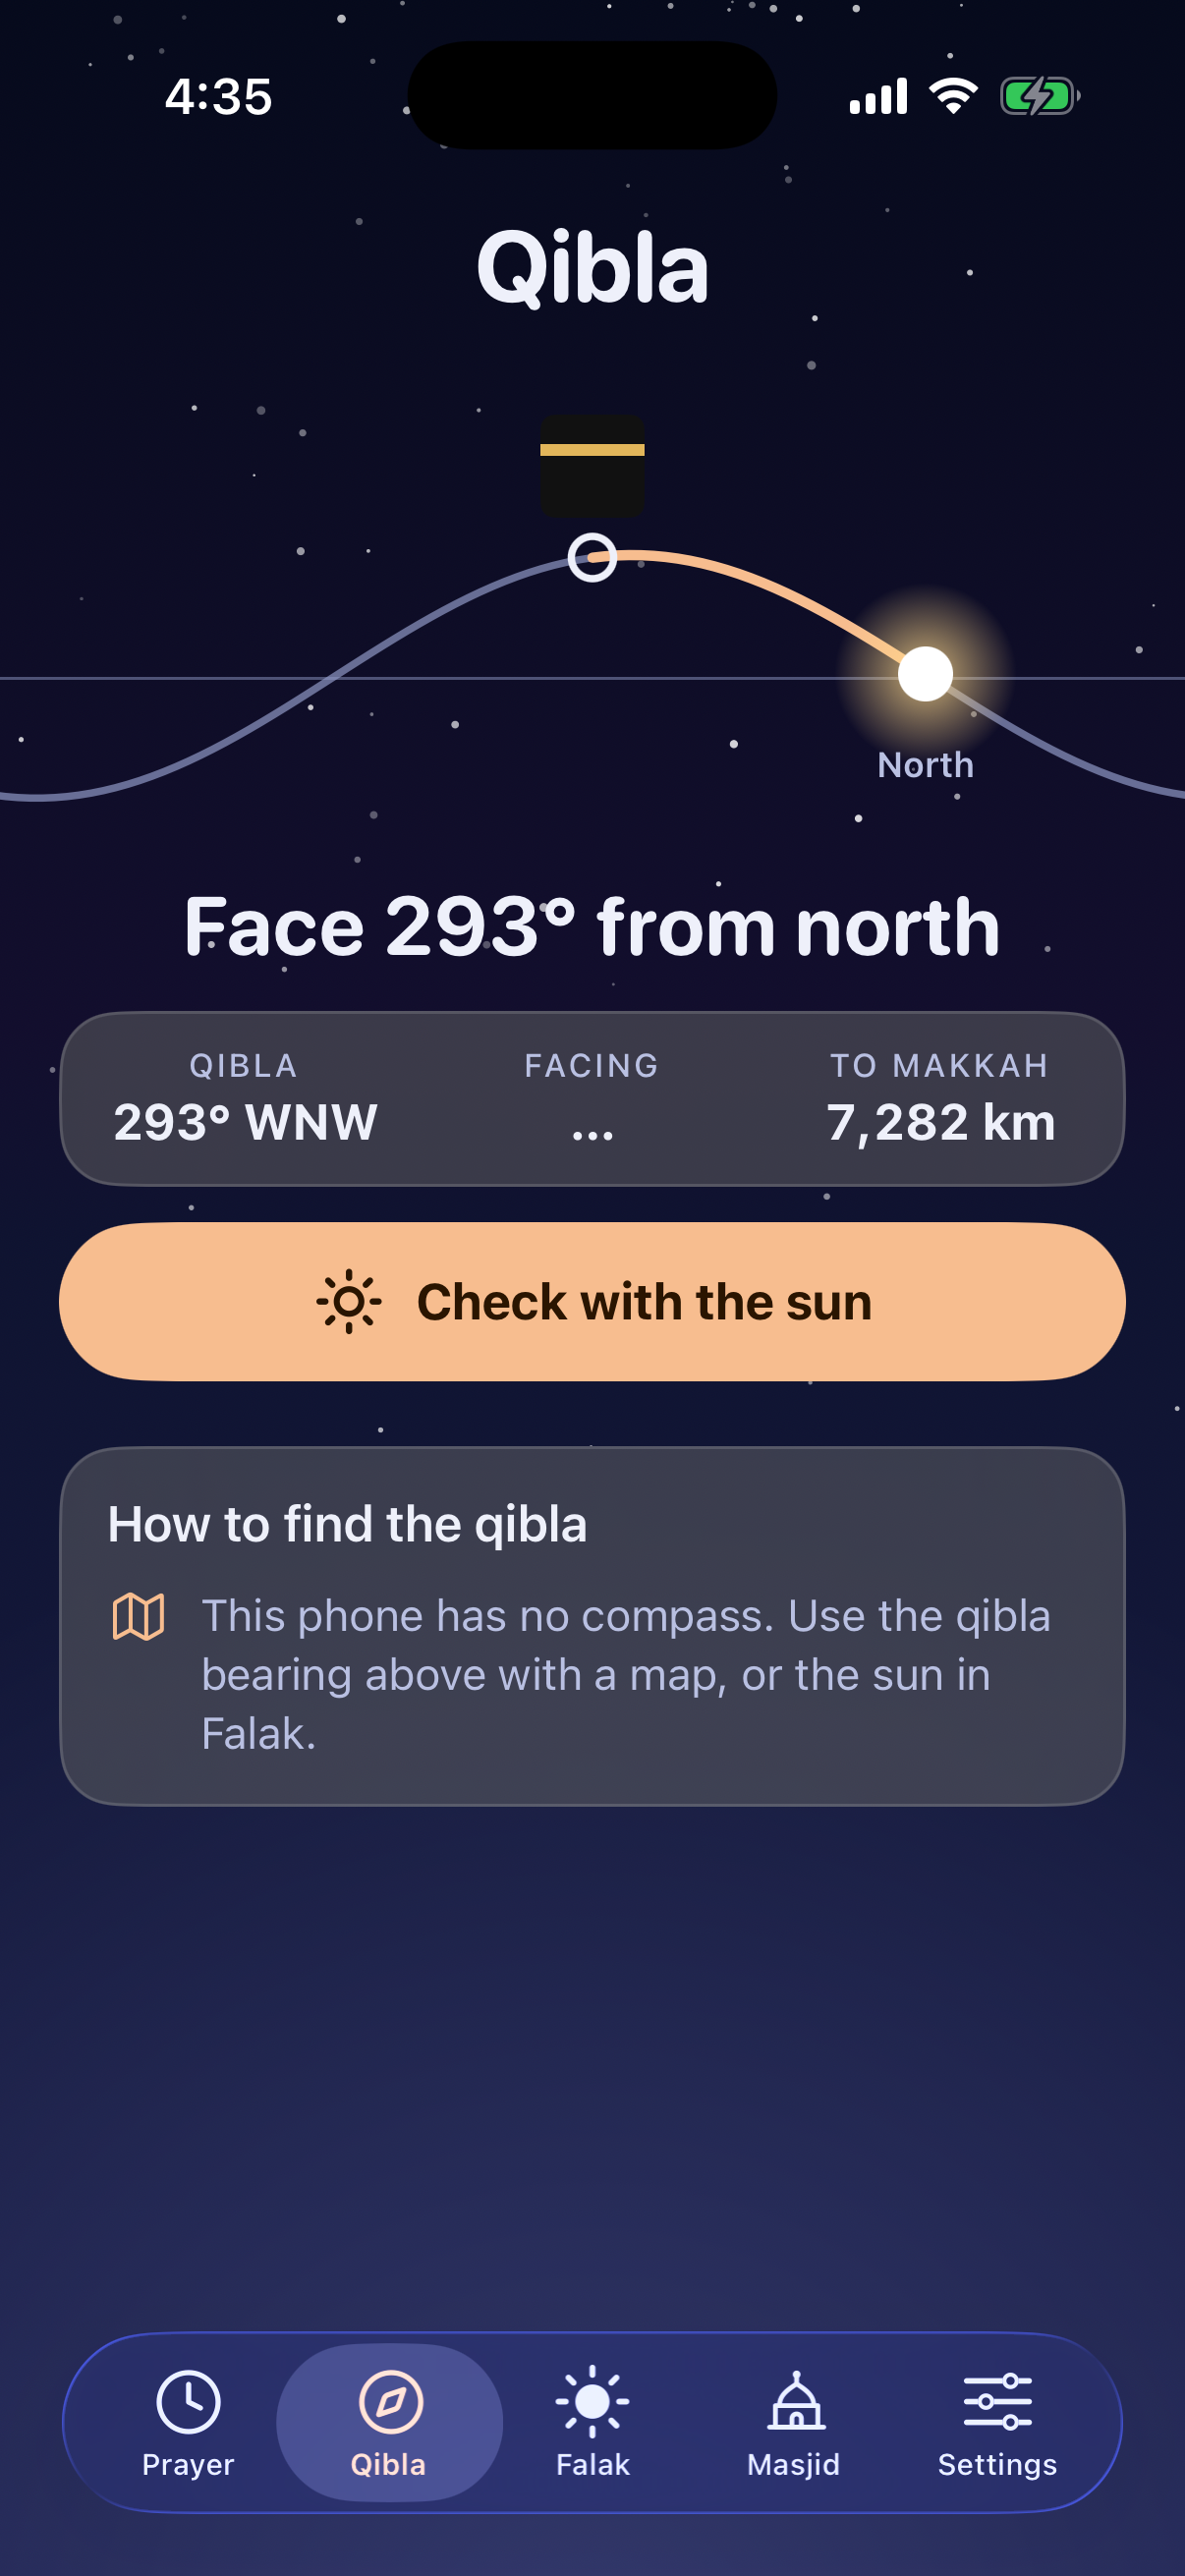 4:35
Qibla
North
Face 293° from north
QIBLA FACING TO MAKKAH
293° WNW ... 7,282 km
Check with the sun
How to find the qibla
This phone has no compass. Use the qibla
bearing above with a map, or the sun in
Falak.
Prayer Qibla Falak Masjid Settings